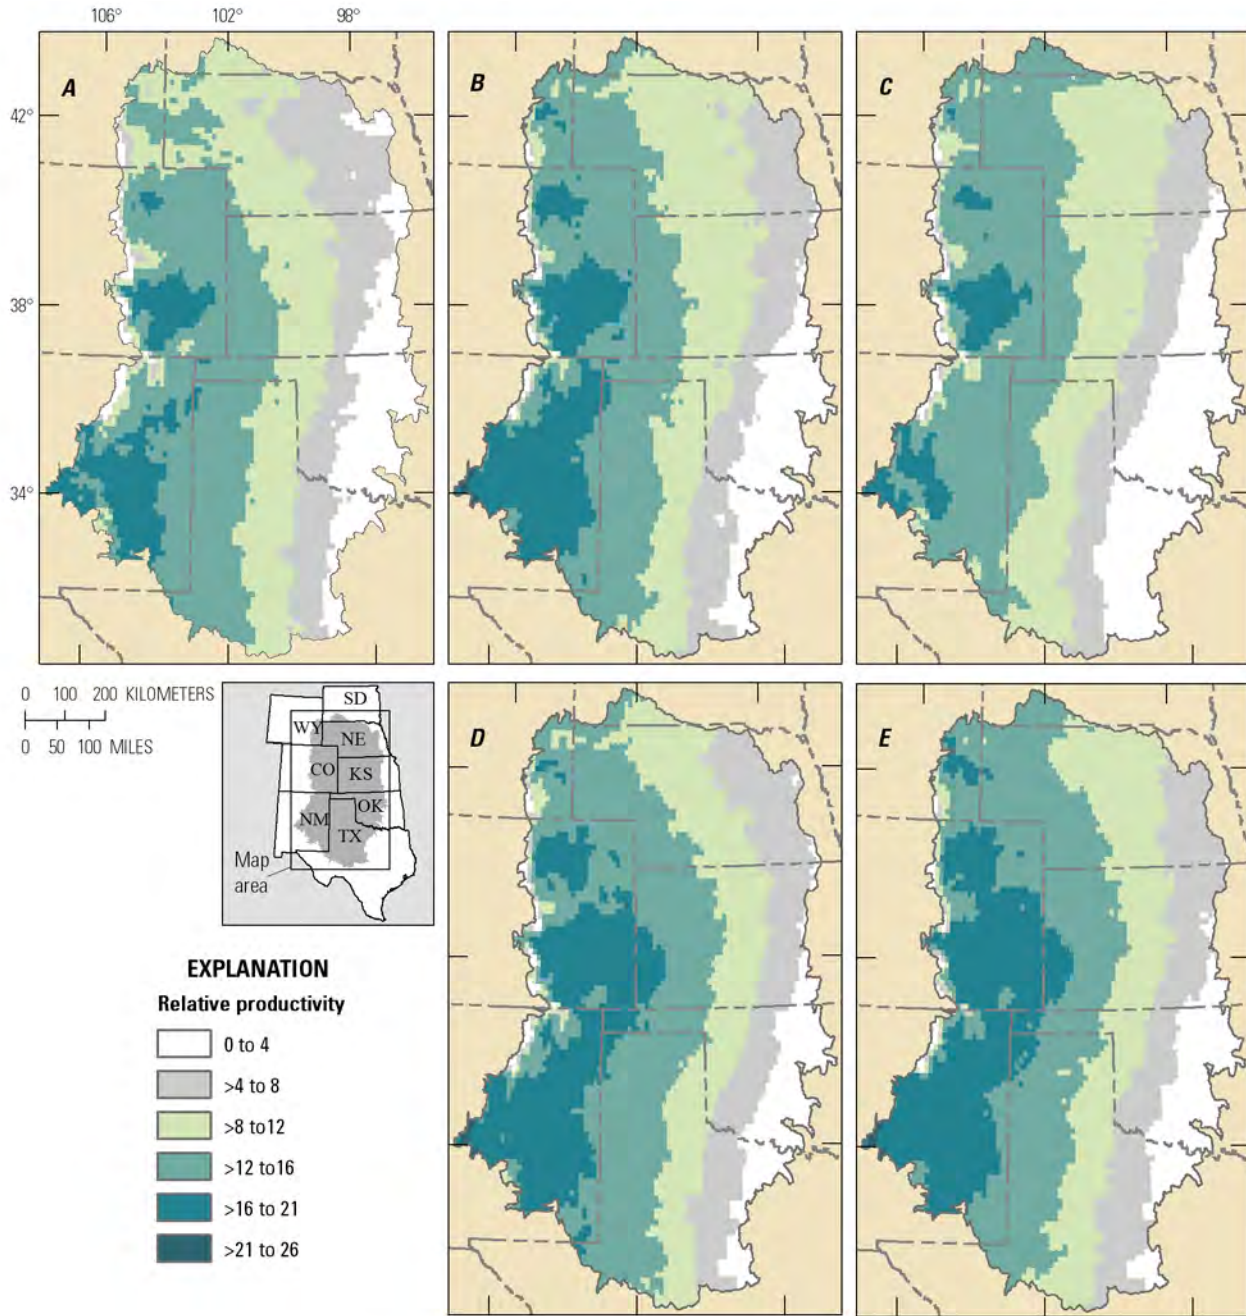 106° 102° 98°
A
B
C
42°
38°
34°
0 100 200 KILOMETERS
0 50 100 MILES
SD
WY
NE
CO
KS
NM
OK
TX
Map
area
D
E
EXPLANATION
Relative productivity
0 to 4
>4 to 8
>8 to12
>12 to16
>16 to 21
>21 to 26